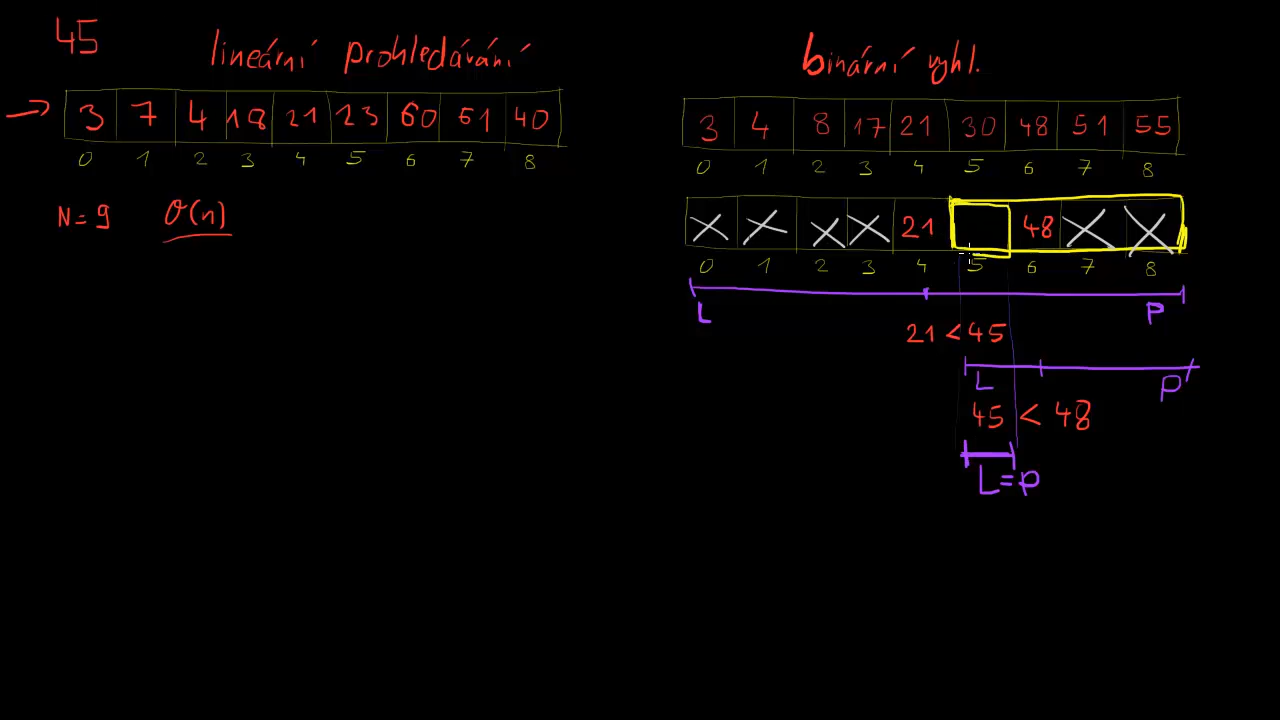 45
lineární prohledávání
3 7 4 18 21 23 60 61 40
0 1 2 3 4 5 6 7 8
N = 9 O(n)
binární vyhl.
3 4 8 17 21 30 48 51 55
0 1 2 3 4 5 6 7 8
21 48
0 1 2 3 4 5 6 7 8
L P
21 < 45
L P
45 < 48
L = P